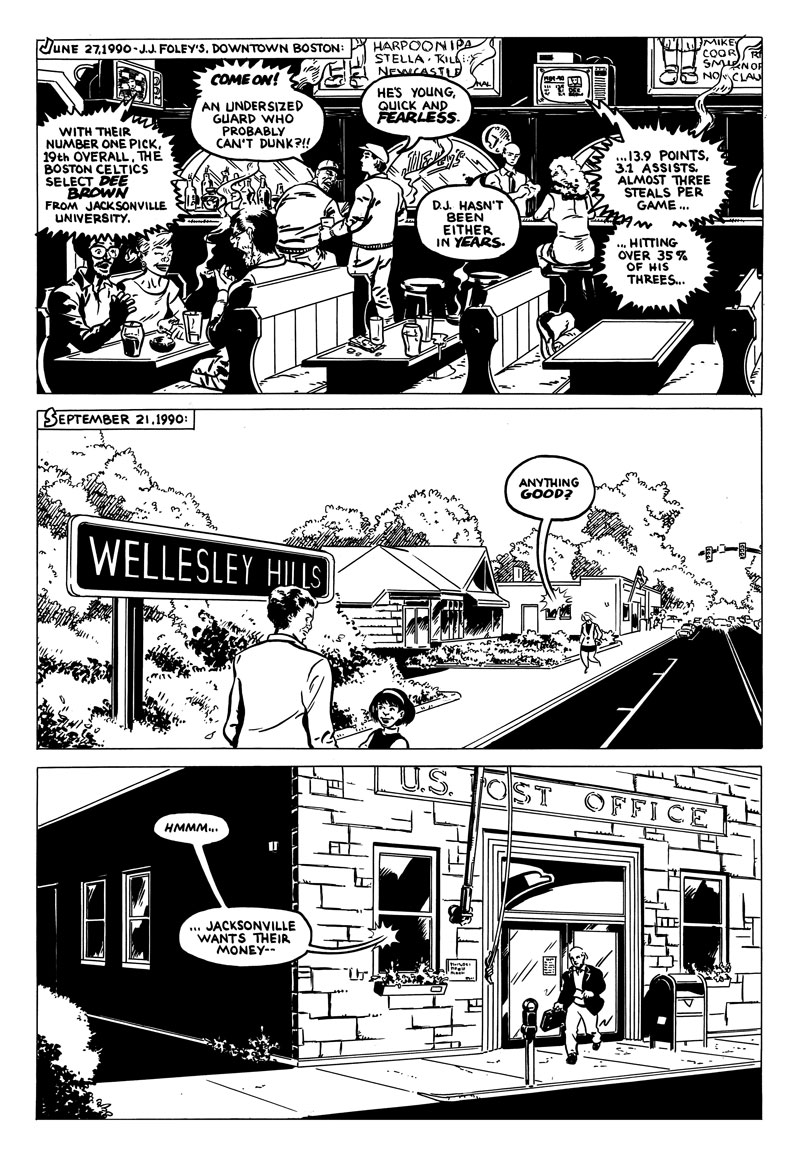 JUNE 27, 1990 - J.J. FOLEY'S, DOWNTOWN BOSTON:
HARPOON IPA
STELLA · KILLI
NEWCASTLE
MIKE
WITH THEIR
NUMBER ONE PICK,
19th OVERALL, THE
BOSTON CELTICS
SELECT DEE
BROWN
FROM JACKSONVILLE
UNIVERSITY.
COME ON!
AN UNDERSIZED
GUARD WHO
PROBABLY
CAN'T DUNK?!!
HE'S YOUNG,
QUICK AND
FEARLESS.
D.J. HASN'T
BEEN
EITHER
IN YEARS.
...13.9 POINTS,
3.1 ASSISTS,
ALMOST THREE
STEALS PER
GAME...
...HITTING
OVER 35%
OF HIS
THREES...
SEPTEMBER 21, 1990:
WELLESLEY HILLS
ANYTHING
GOOD?
U.S. POST OFFICE
HMMM...
...JACKSONVILLE
WANTS THEIR
MONEY--